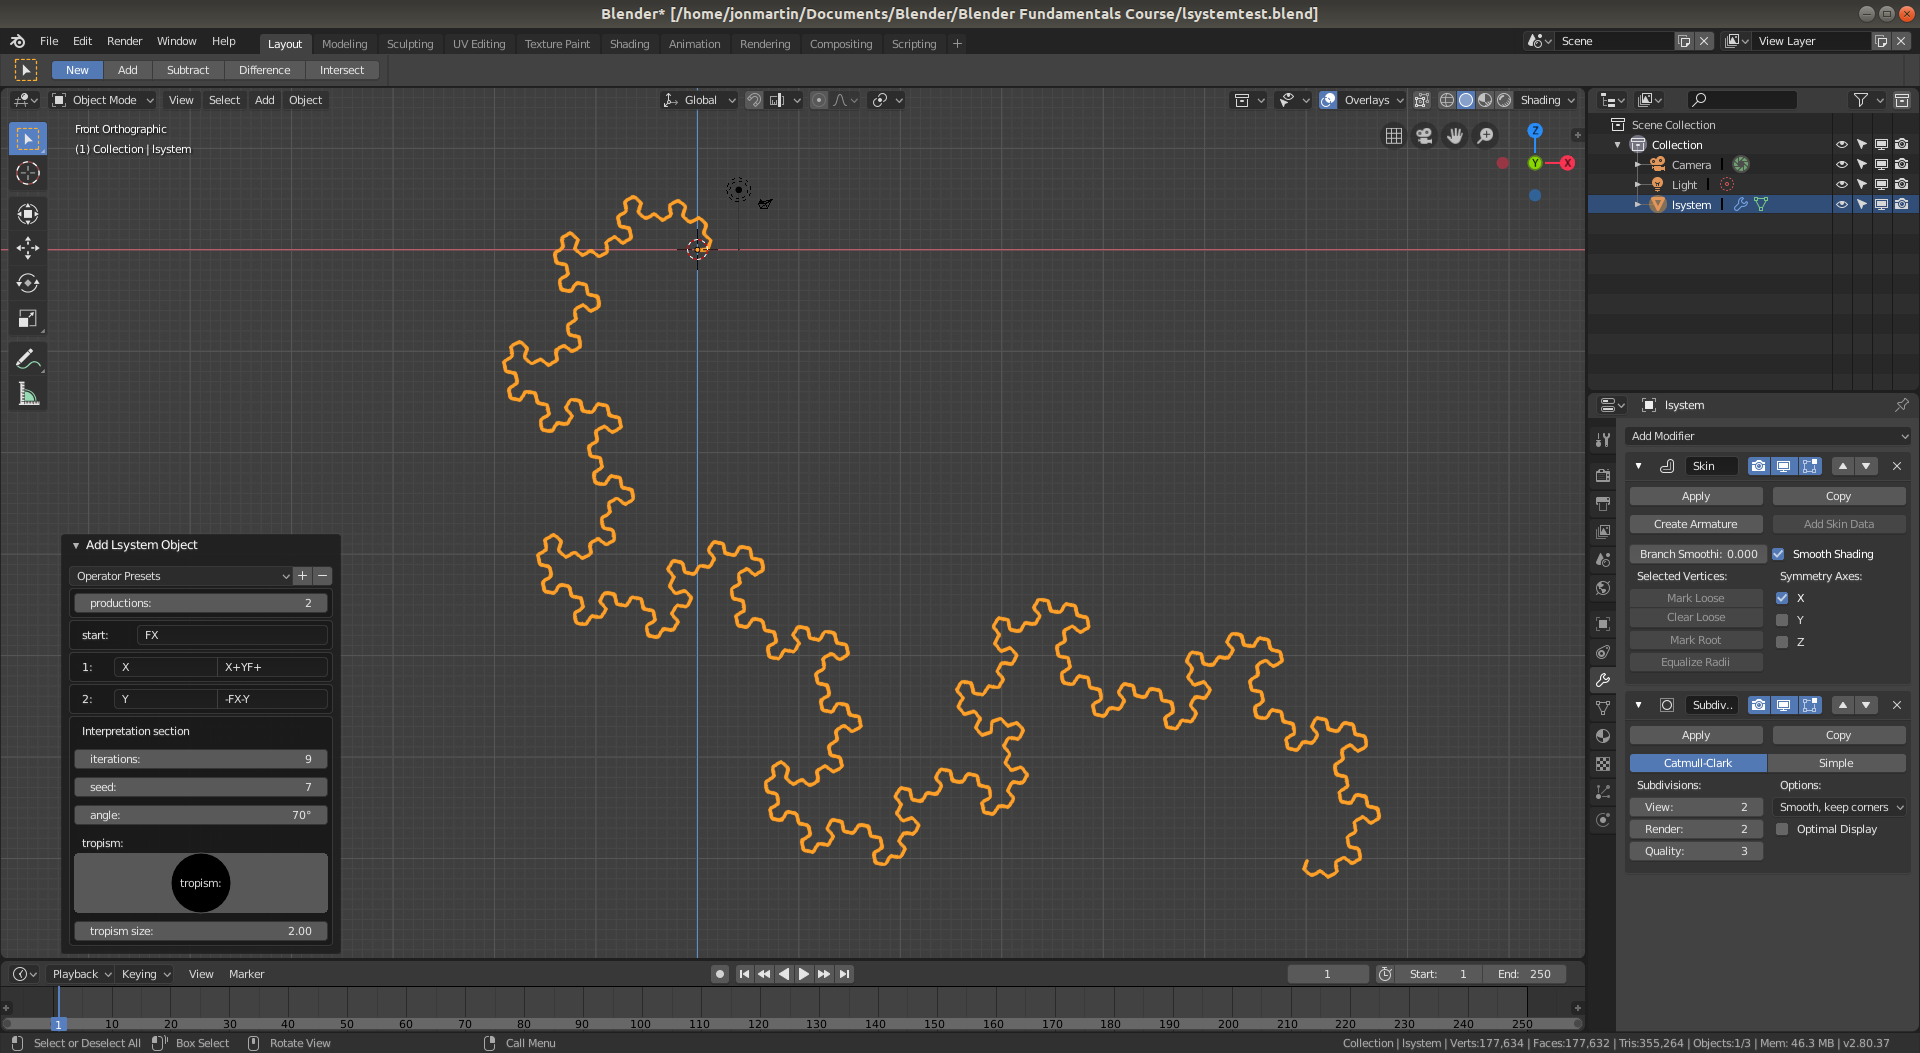 Blender* [/home/jonmartin/Documents/Blender/Blender Fundamentals Course/lsystemtest.blend]
File Edit Render Window Help Layout Modeling Sculpting UV Editing Texture Paint Shading Animation Rendering Compositing Scripting + Scene View Layer
New Add Subtract Difference Intersect
Object Mode View Select Add Object Global Overlays Shading
Front Orthographic
(1) Collection | lsystem
Z
Y
X
Scene Collection
Collection
Camera
Light
lsystem
lsystem
Add Modifier
Skin
Apply Copy
Create Armature Add Skin Data
Branch Smoothi: 0.000 Smooth Shading
Selected Vertices: Symmetry Axes:
Mark Loose X
Clear Loose Y
Mark Root Z
Equalize Radii
Subdiv..
Apply Copy
Catmull-Clark Simple
Subdivisions: Options:
View: 2 Smooth, keep corners
Render: 2 Optimal Display
Quality: 3
Add Lsystem Object
Operator Presets
productions: 2
start: FX
1: X X+YF+
2: Y -FX-Y
Interpretation section
iterations: 9
seed: 7
angle: 70°
tropism:
tropism:
tropism size: 2.00
Playback Keying View Marker 1 Start: 1 End: 250
1 10 20 30 40 50 60 70 80 90 100 110 120 130 140 150 160 170 180 190 200 210 220 230 240 250
Select or Deselect All Box Select Rotate View Call Menu Collection | lsystem | Verts:177,634 | Faces:177,632 | Tris:355,264 | Objects:1/3 | Mem: 46.3 MB | v2.80.37